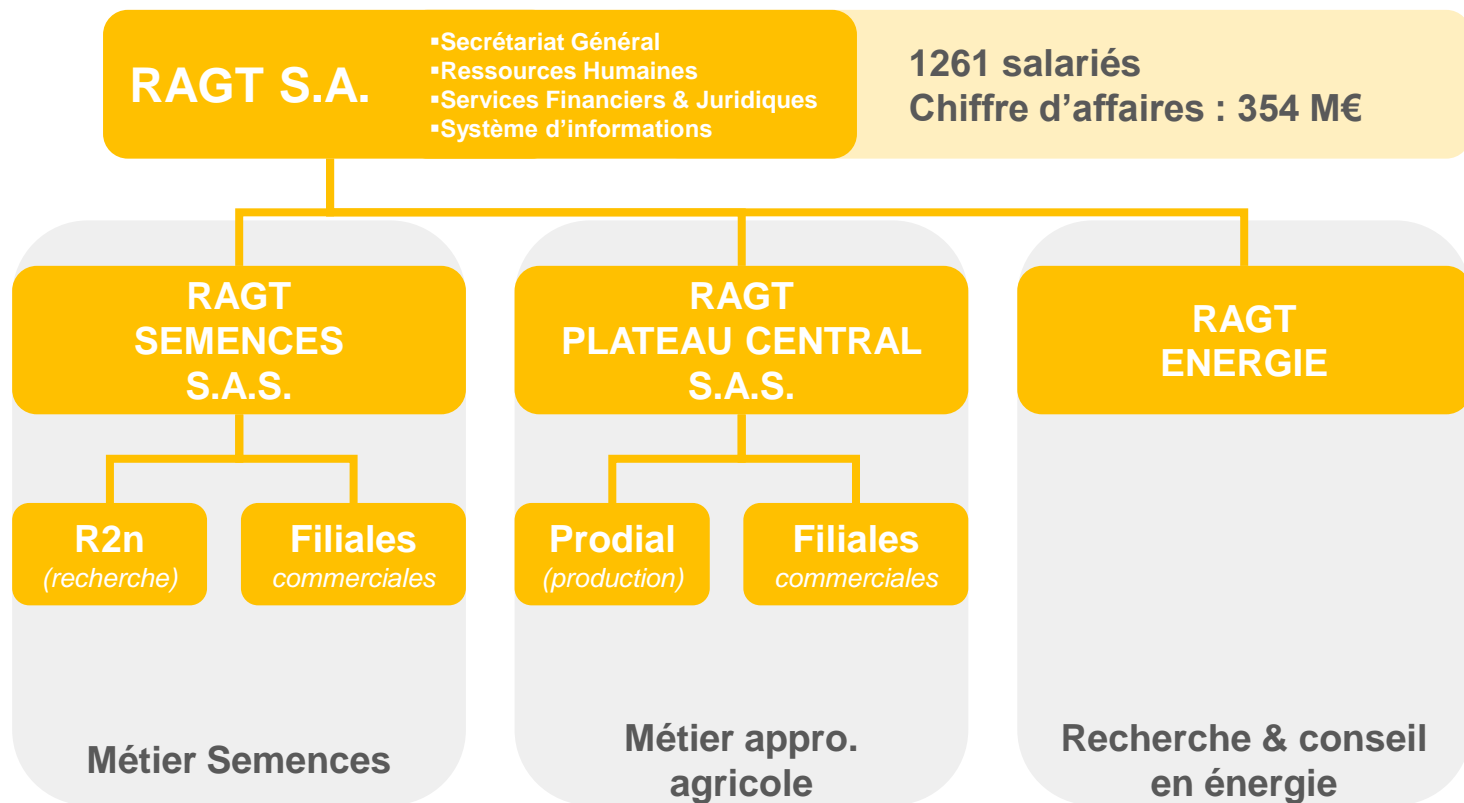 RAGT S.A.
▪Secrétariat Général
▪Ressources Humaines
▪Services Financiers & Juridiques
▪Système d'informations
1261 salariés
Chiffre d'affaires : 354 M€
RAGT
SEMENCES
S.A.S.
RAGT
PLATEAU CENTRAL
S.A.S.
RAGT
ENERGIE
R2n
(recherche)
Filiales
commerciales
Prodial
(production)
Filiales
commerciales
Métier Semences
Métier appro.
agricole
Recherche & conseil
en énergie